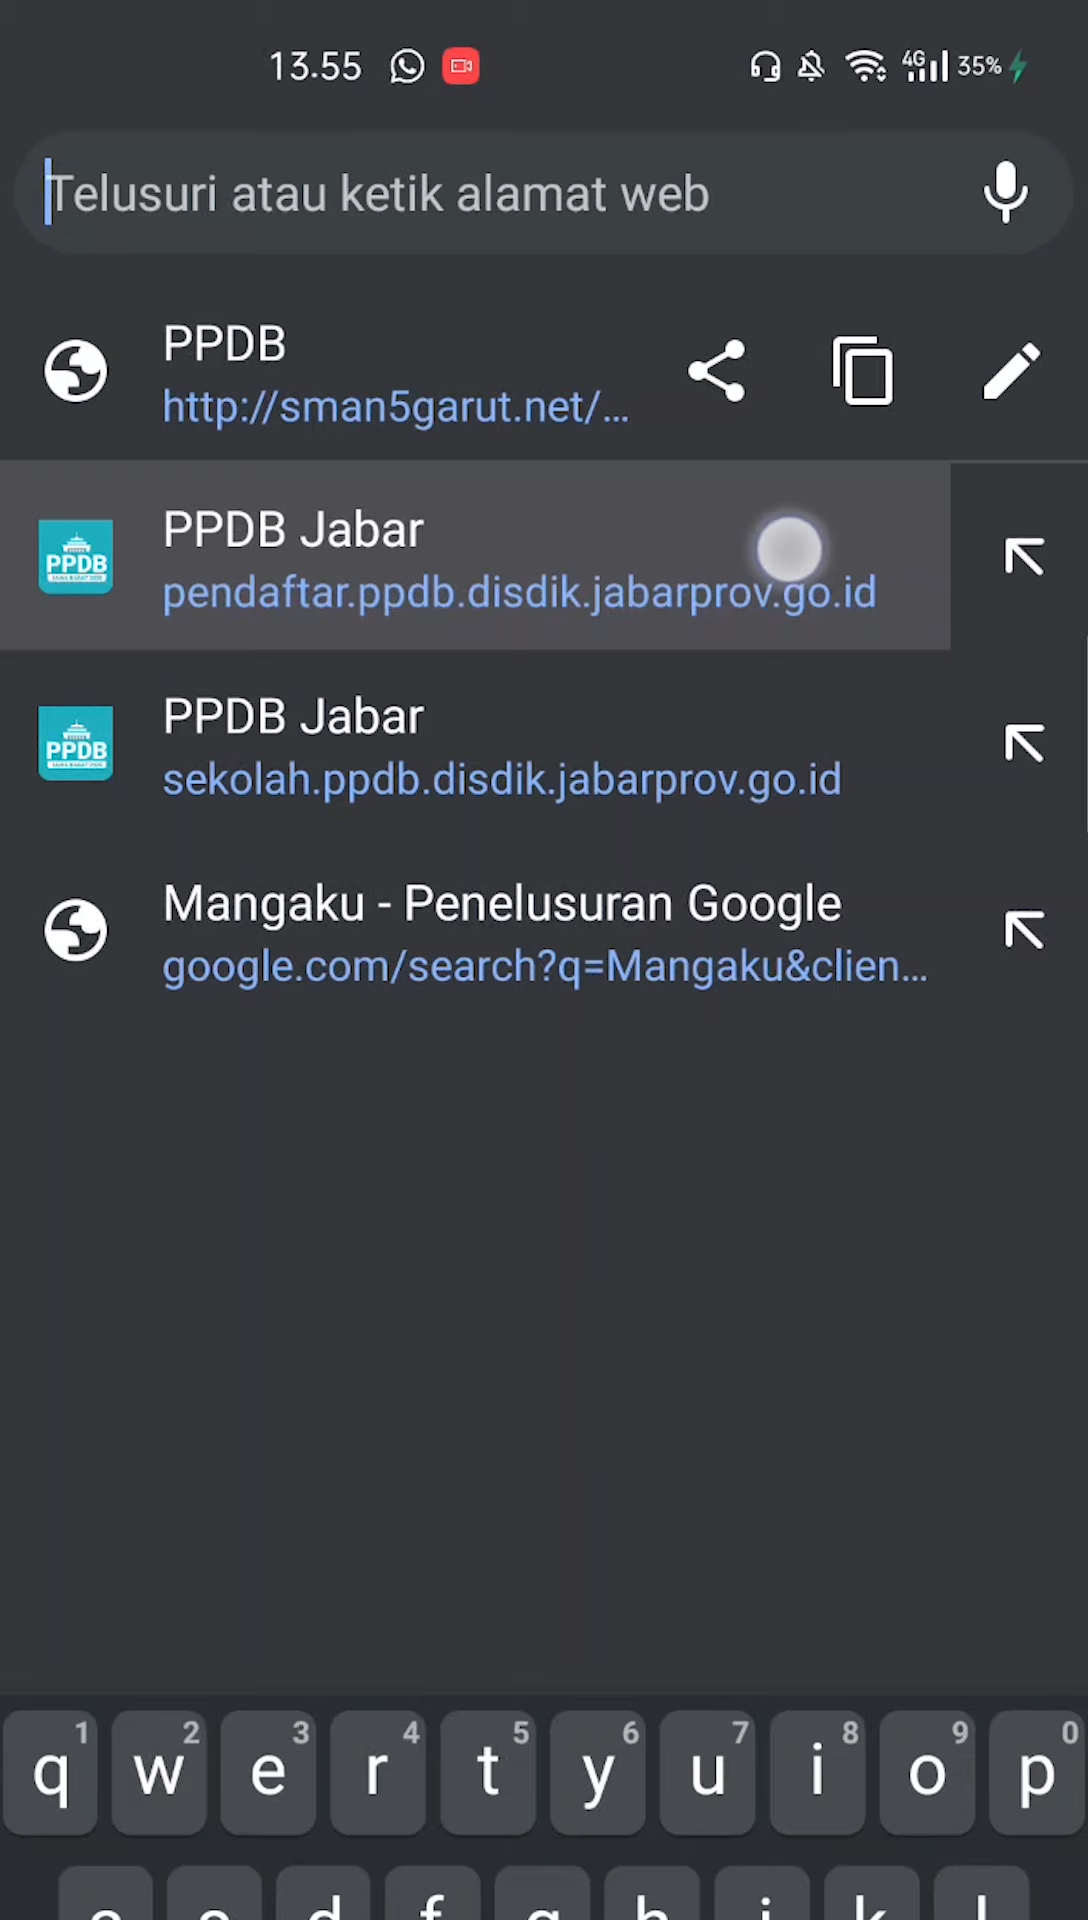 13.55 4G 35%
Telusuri atau ketik alamat web
PPDB
http://sman5garut.net/...
PPDB Jabar
PPDB
pendaftar.ppdb.disdik.jabarprov.go.id
PPDB Jabar
PPDB
sekolah.ppdb.disdik.jabarprov.go.id
Mangaku - Penelusuran Google
google.com/search?q=Mangaku&clien...
1 2 3 4 5 6 7 8 9 0
q w e r t y u i o p
a s d f g h j k l